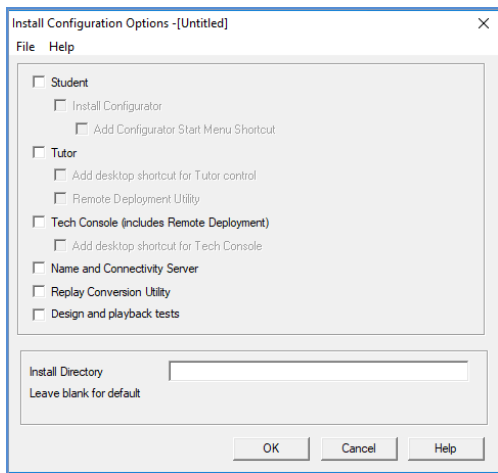 Install Configuration Options -[Untitled]
File Help
Student
Install Configurator
Add Configurator Start Menu Shortcut
Tutor
Add desktop shortcut for Tutor control
Remote Deployment Utility
Tech Console (includes Remote Deployment)
Add desktop shortcut for Tech Console
Name and Connectivity Server
Replay Conversion Utility
Design and playback tests
Install Directory
Leave blank for default
OK Cancel Help